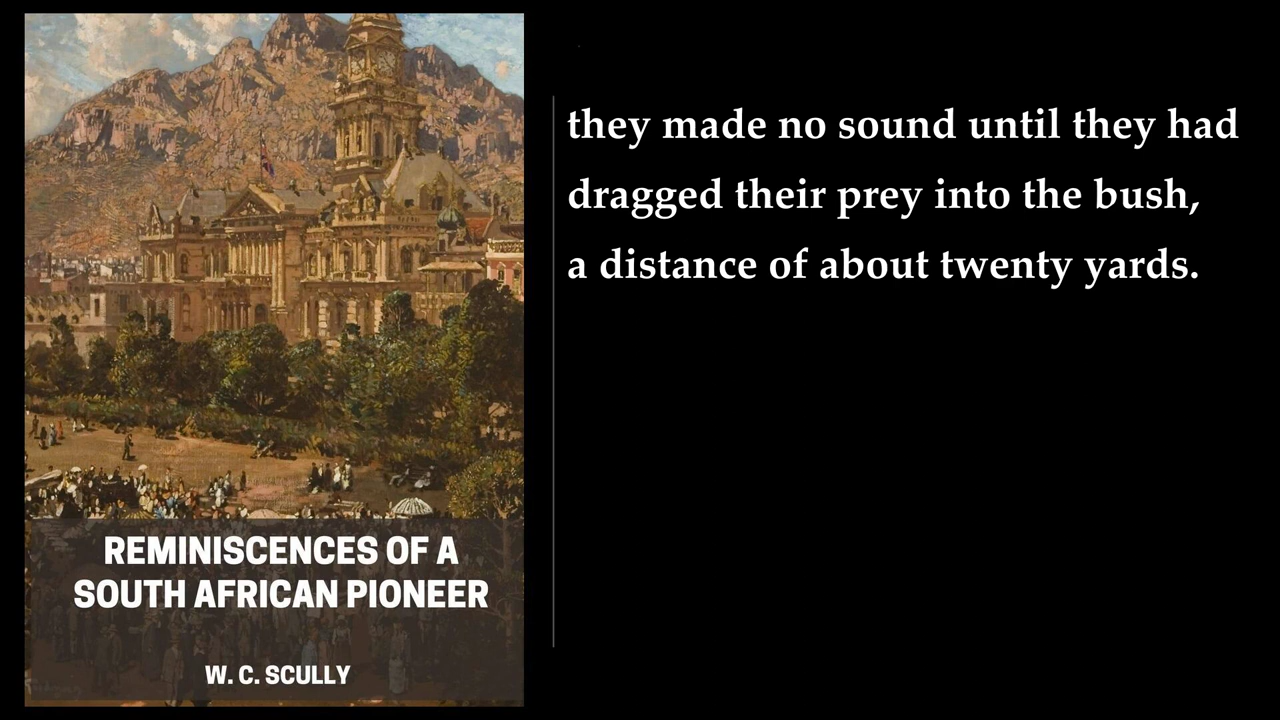 they made no sound until they had
dragged their prey into the bush,
a distance of about twenty yards.
REMINISCENCES OF A
SOUTH AFRICAN PIONEER
W. C. SCULLY